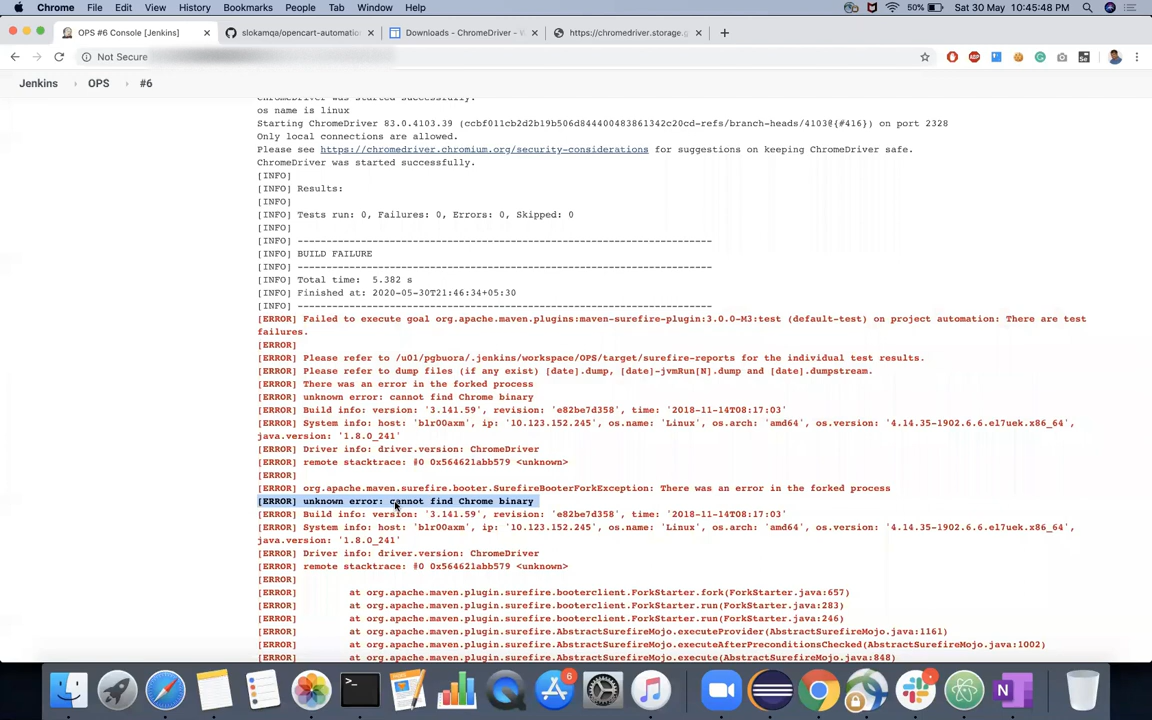 Chrome File Edit View History Bookmarks People Tab Window Help 50% Sat 30 May 10:45:48
OPS #6 Console [Jenkins] slokamqa/opencart-automatio Downloads - ChromeDriver - W https://chromedriver.storage.g
Not Secure
Jenkins OPS #6
ChromeDriver was started successfully.
os name is linux
Starting ChromeDriver 83.0.4103.39 (ccbf011cb2d2b19b506d844400483861342c20cd-refs/branch-heads/4103@{#416}) on port 2328
Only local connections are allowed.
Please see https://chromedriver.chromium.org/security-considerations for suggestions on keeping ChromeDriver safe.
ChromeDriver was started successfully.
[INFO]
[INFO] Results:
[INFO]
[INFO] Tests run: 0, Failures: 0, Errors: 0, Skipped: 0
[INFO]
[INFO] ------------------------------------------------------------------------
[INFO] BUILD FAILURE
[INFO] ------------------------------------------------------------------------
[INFO] Total time:  5.382 s
[INFO] Finished at: 2020-05-30T21:46:34+05:30
[INFO] ------------------------------------------------------------------------
[ERROR] Failed to execute goal org.apache.maven.plugins:maven-surefire-plugin:3.0.0-M3:test (default-test) on project automation: There are test
failures.
[ERROR]
[ERROR] Please refer to /u01/pgbuora/.jenkins/workspace/OPS/target/surefire-reports for the individual test results.
[ERROR] Please refer to dump files (if any exist) [date].dump, [date]-jvmRun[N].dump and [date].dumpstream.
[ERROR] There was an error in the forked process
[ERROR] unknown error: cannot find Chrome binary
[ERROR] Build info: version: '3.141.59', revision: 'e82be7d358', time: '2018-11-14T08:17:03'
[ERROR] System info: host: 'blr00axm', ip: '10.123.152.245', os.name: 'Linux', os.arch: 'amd64', os.version: '4.14.35-1902.6.6.el7uek.x86_64',
java.version: '1.8.0_241'
[ERROR] Driver info: driver.version: ChromeDriver
[ERROR] remote stacktrace: #0 0x564621abb579 <unknown>
[ERROR]
[ERROR] org.apache.maven.surefire.booter.SurefireBooterForkException: There was an error in the forked process
[ERROR] unknown error: cannot find Chrome binary
[ERROR] Build info: version: '3.141.59', revision: 'e82be7d358', time: '2018-11-14T08:17:03'
[ERROR] System info: host: 'blr00axm', ip: '10.123.152.245', os.name: 'Linux', os.arch: 'amd64', os.version: '4.14.35-1902.6.6.el7uek.x86_64',
java.version: '1.8.0_241'
[ERROR] Driver info: driver.version: ChromeDriver
[ERROR] remote stacktrace: #0 0x564621abb579 <unknown>
[ERROR]
[ERROR] at org.apache.maven.plugin.surefire.booterclient.ForkStarter.fork(ForkStarter.java:657)
[ERROR] at org.apache.maven.plugin.surefire.booterclient.ForkStarter.run(ForkStarter.java:283)
[ERROR] at org.apache.maven.plugin.surefire.booterclient.ForkStarter.run(ForkStarter.java:246)
[ERROR] at org.apache.maven.plugin.surefire.AbstractSurefireMojo.executeProvider(AbstractSurefireMojo.java:1161)
[ERROR] at org.apache.maven.plugin.surefire.AbstractSurefireMojo.executeAfterPreconditionsChecked(AbstractSurefireMojo.java:1002)
[ERROR] at org.apache.maven.plugin.surefire.AbstractSurefireMojo.execute(AbstractSurefireMojo.java:848)
6